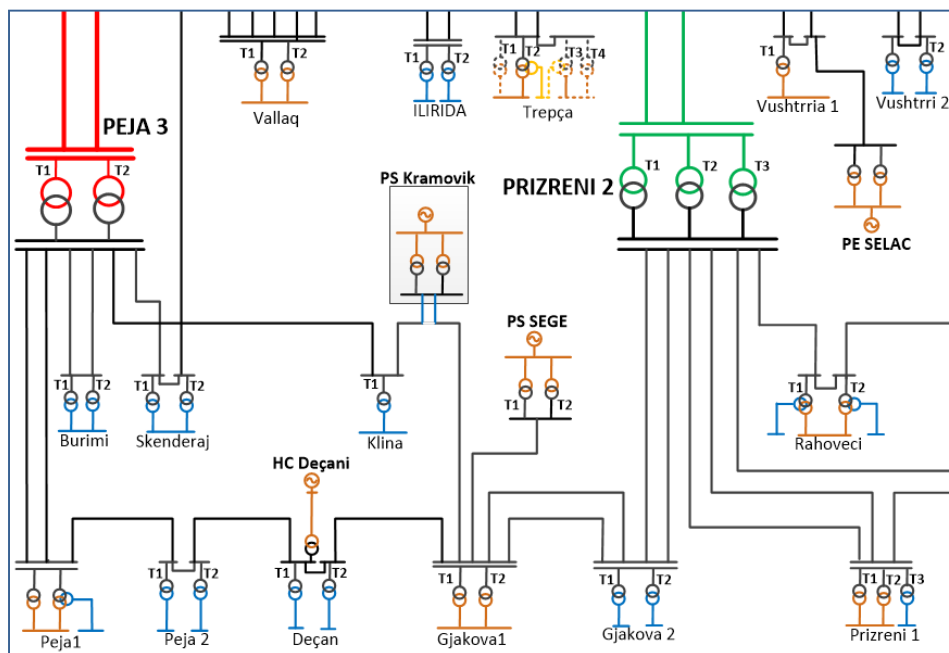 T1 T2
Vallaq
T1 T2
ILIRIDA
T1 T2 T3 T4
Trepça
T1 T2
Vushtrria 1
T1 T2
Vushtrri 2
PEJA 3
T1 T2
PS Kramovik
PRIZRENI 2
T1 T2 T3
PE SELAC
PS SEGE
T1 T2
T1 T2
Burimi
T1 T2
Skenderaj
T1
Klina
T1 T2
Rahoveci
HC Deçani
T1 T2
Peja1
T1 T2
Peja 2
T1 T2
Deçan
T1 T2
Gjakova1
T1 T2
Gjakova 2
T1 T2 T3
Prizreni 1